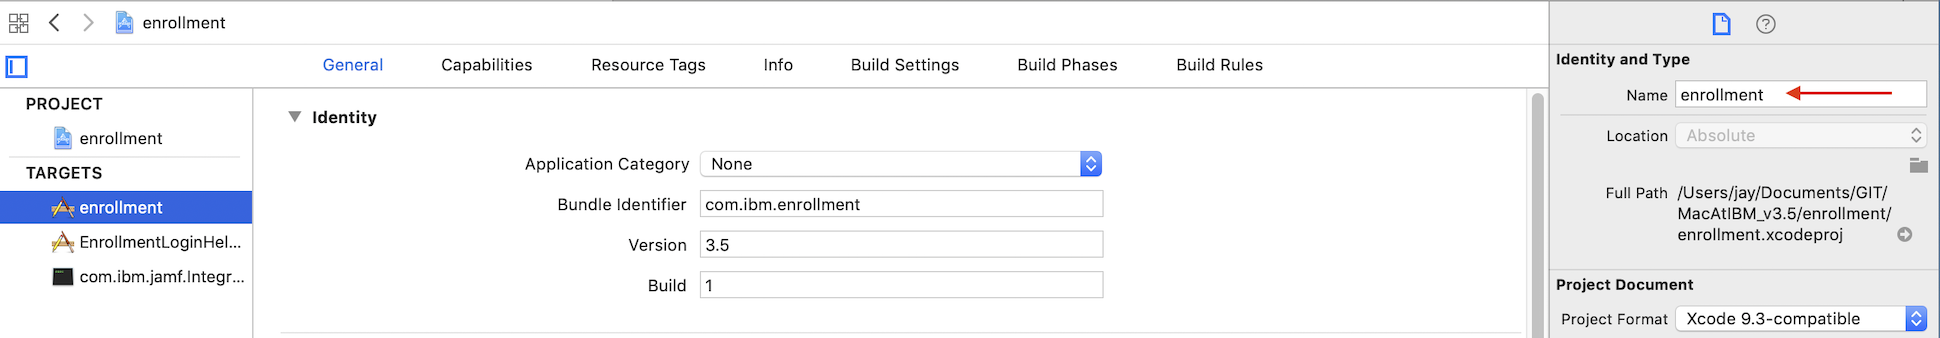 enrollment
General Capabilities Resource Tags Info Build Settings Build Phases Build Rules
PROJECT
enrollment
TARGETS
enrollment
EnrollmentLoginHel...
com.ibm.jamf.Integr...
Identity
Application Category None
Bundle Identifier com.ibm.enrollment
Version 3.5
Build 1
Identity and Type
Name enrollment
Location Absolute
Full Path /Users/jay/Documents/GIT/
MacAtIBM_v3.5/enrollment/
enrollment.xcodeproj
Project Document
Project Format Xcode 9.3-compatible